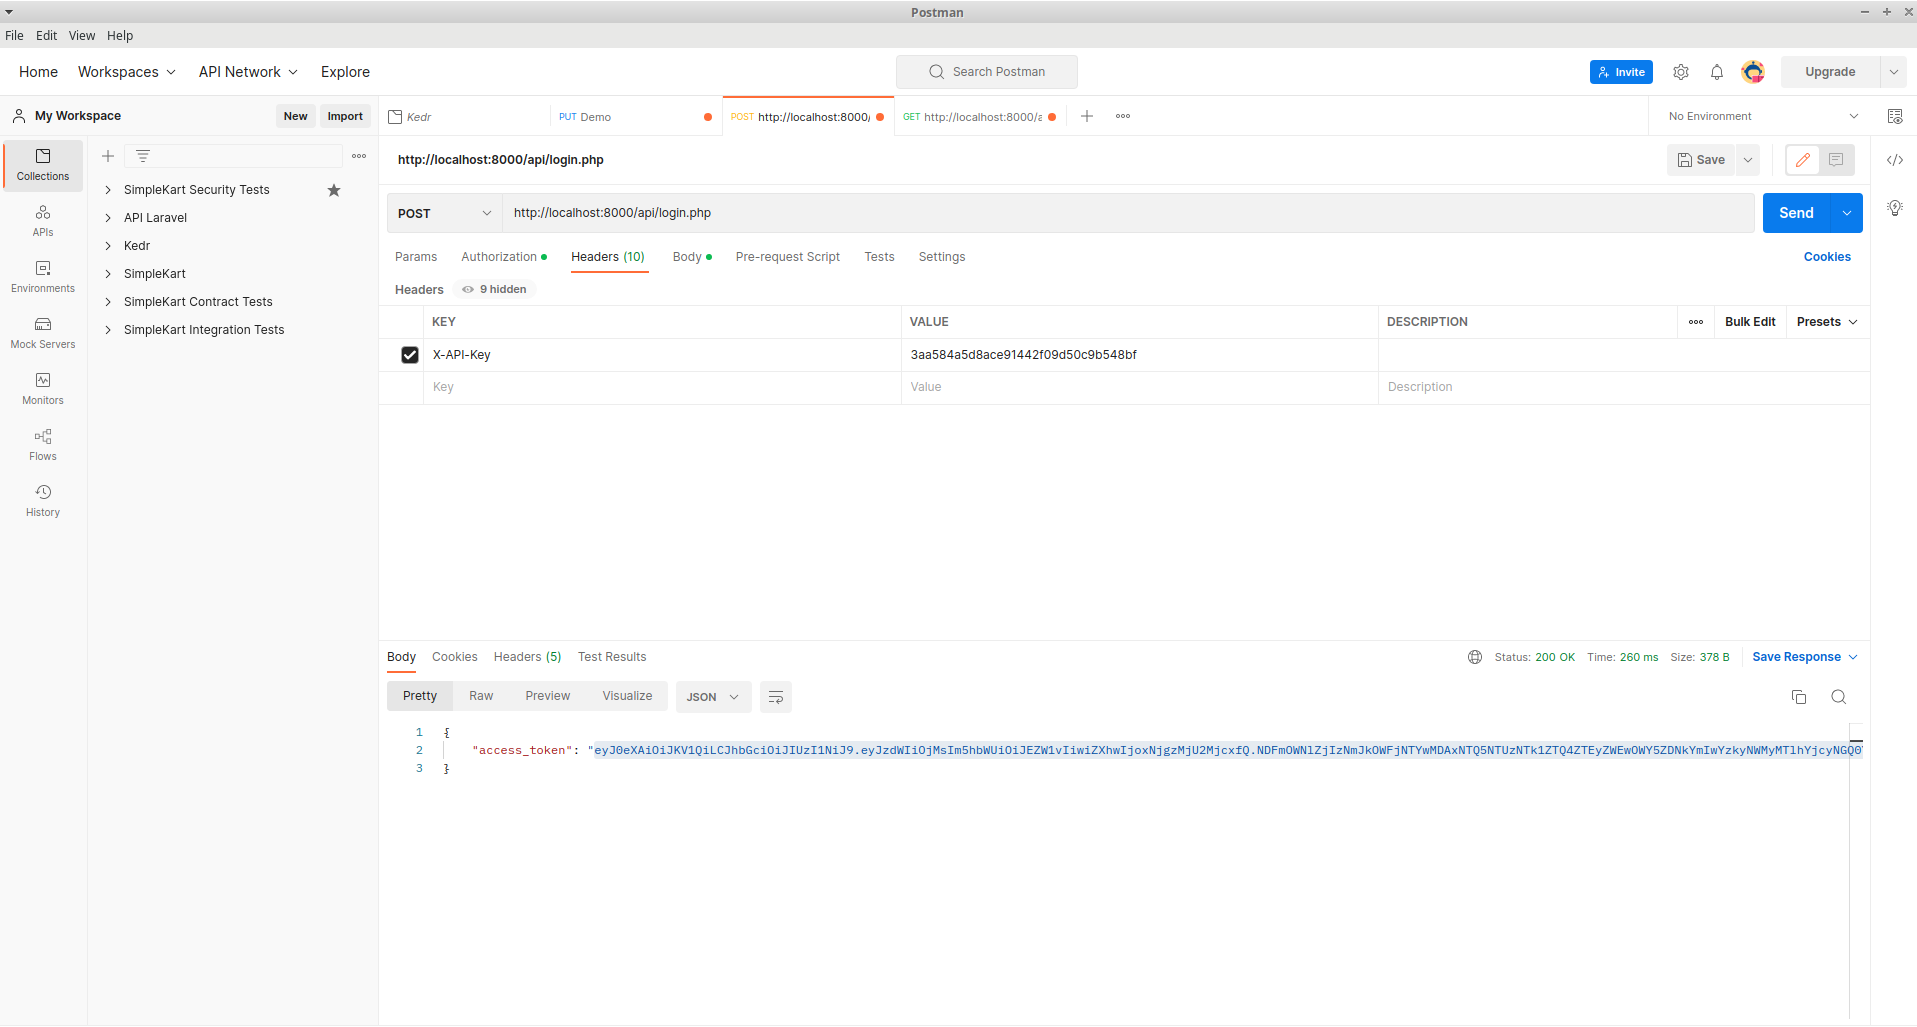 Postman
File Edit View Help
Home Workspaces API Network Explore
Search Postman
Invite
Upgrade
My Workspace
New Import
Kedr
PUT Demo
POST http://localhost:8000/
GET http://localhost:8000/a
No Environment
Collections
APIs
Environments
Mock Servers
Monitors
Flows
History
SimpleKart Security Tests
API Laravel
Kedr
SimpleKart
SimpleKart Contract Tests
SimpleKart Integration Tests
http://localhost:8000/api/login.php
Save
POST http://localhost:8000/api/login.php
Send
Params Authorization Headers (10) Body Pre-request Script Tests Settings
Cookies
Headers 9 hidden
KEY VALUE DESCRIPTION Bulk Edit Presets
X-API-Key 3aa584a5d8ace91442f09d50c9b548bf
Key Value Description
Body Cookies Headers (5) Test Results
Status: 200 OK Time: 260 ms Size: 378 B Save Response
Pretty Raw Preview Visualize JSON
1 {
2 "access_token": "eyJ0eXAiOiJKV1QiLCJhbGciOiJIUzI1NiJ9.eyJzdWIiOjMsIm5hbWUiOiJEZW1vIiwiZXhwIjoxNjgzMjU2MjcxfQ.NDFmOWNlZjIzNmJkOWFjNTYwMDAxNTQ5NTUzNTk1ZTQ4ZTEyZWEwOWY5ZDNkYmIwYzkyNWMyMTlhYjcyNGQ0
3 }